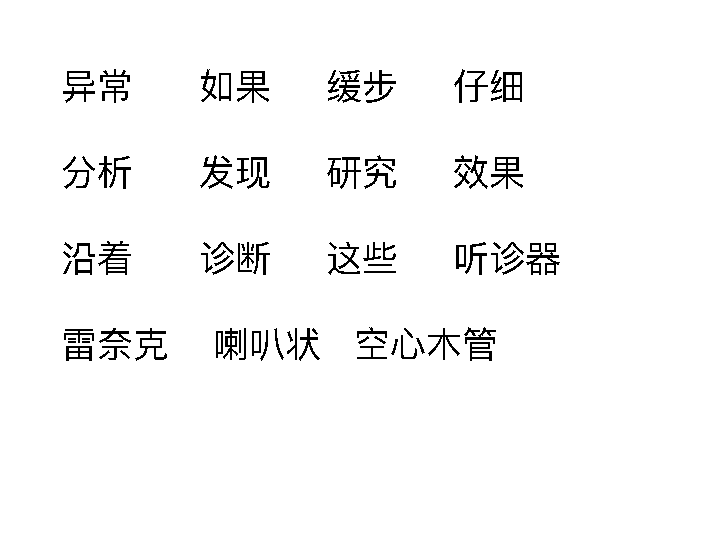 异常 如果 缓步 仔细
分析 发现 研究 效果
沿着 诊断 这些 听诊器
雷奈克 喇叭状 空心木管